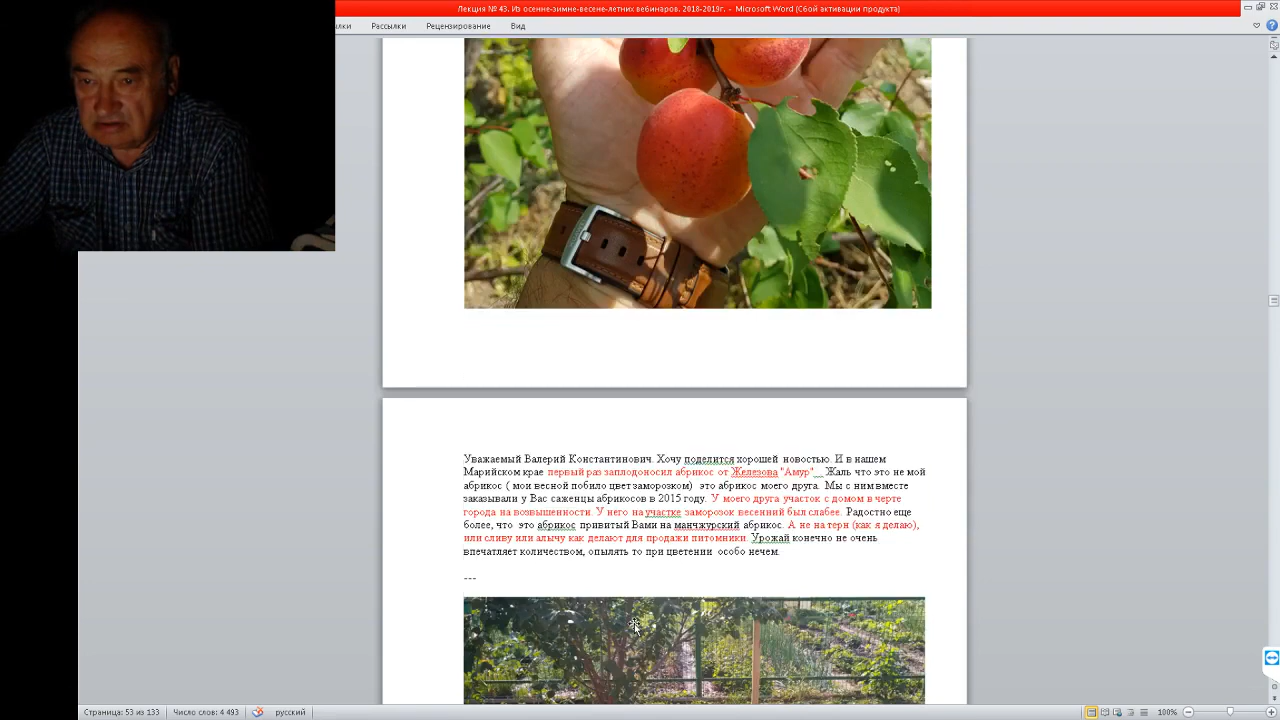 Лекция № 43. Из осенне-зимне-весене-летних вебинаров. 2018-2019г. - Microsoft Word (Сбой активации продукта)
Рассылки Рецензирование Вид
Уважаемый Валерий Константинович. Хочу поделится хорошей новостью. И в нашем
Марийском крае первый раз заплодоносил абрикос от Железова "Амур". Жаль что это не мой
абрикос ( мои весной побило цвет заморозком) это абрикос моего друга. Мы с ним вместе
заказывали у Вас саженцы абрикосов в 2015 году. У моего друга участок с домом в черте
города на возвышенности. У него на участке заморозок весенний был слабее. Радостно еще
более, что это абрикос привитый Вами на манчжурский абрикос. А не на терн (как я делаю),
или сливу или алычу как делают для продажи питомники. Урожай конечно не очень
впечатляет количеством, опылять то при цветении особо нечем.
---
Страница: 53 из 133 Число слов: 4 493 русский 100%